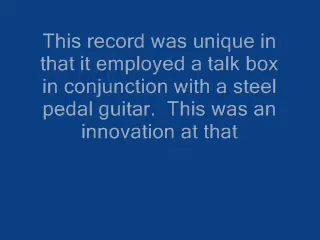 This record was unique in
that it employed a talk box
in conjunction with a steel
pedal guitar.  This was an
innovation at that